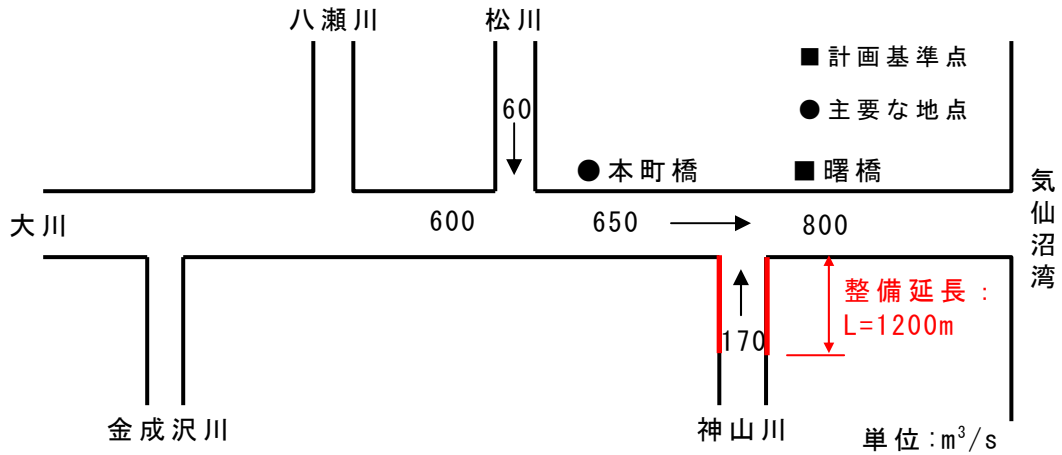 八瀬川
松川
■計画基準点
60
●主要な地点
●本町橋
■曙橋
大川
600
650
800
気仙沼湾
整備延長：
L=1200m
170
金成沢川
神山川
単位:m³/s